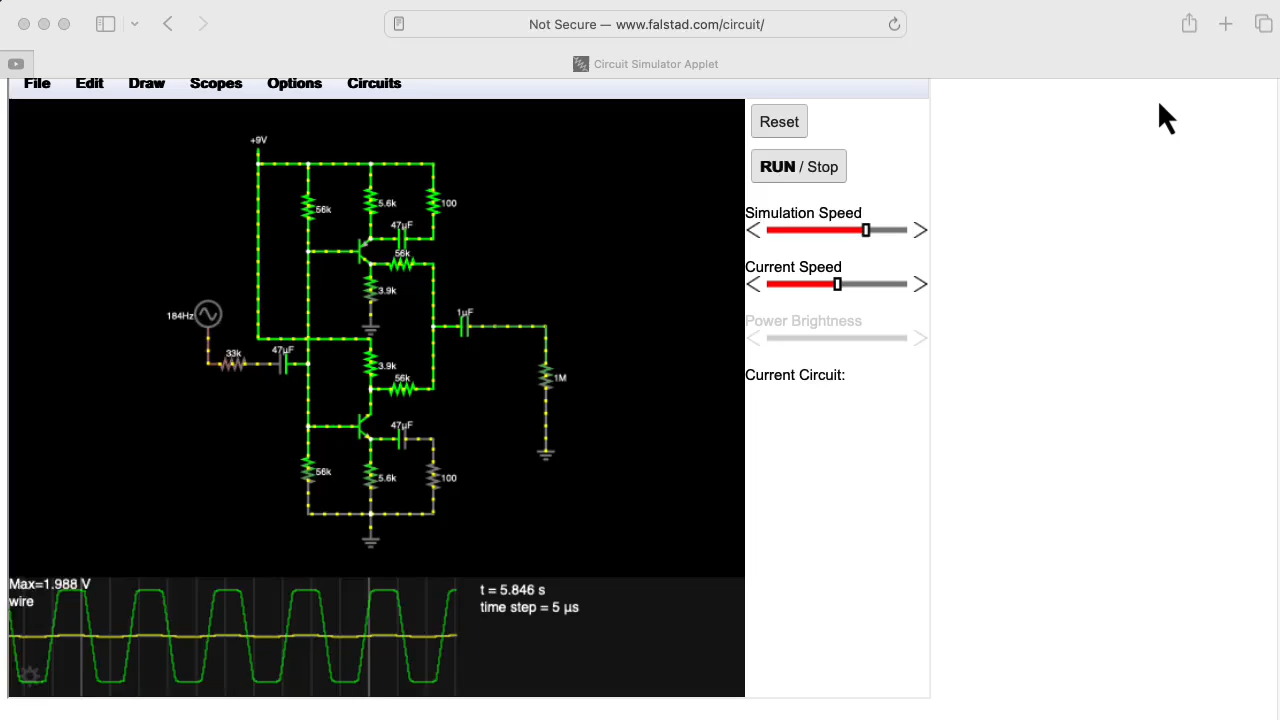 Not Secure — www.falstad.com/circuit/
Circuit Simulator Applet
File Edit Draw Scopes Options Circuits
+9V
56k
5.6k
100
47µF
56k
3.9k
184Hz
1µF
33k
47µF
3.9k
56k
1M
47µF
56k
5.6k
100
Reset
RUN / Stop
Simulation Speed
Current Speed
Power Brightness
Current Circuit:
Max=1.988 V
wire
t = 5.846 s
time step = 5 µs